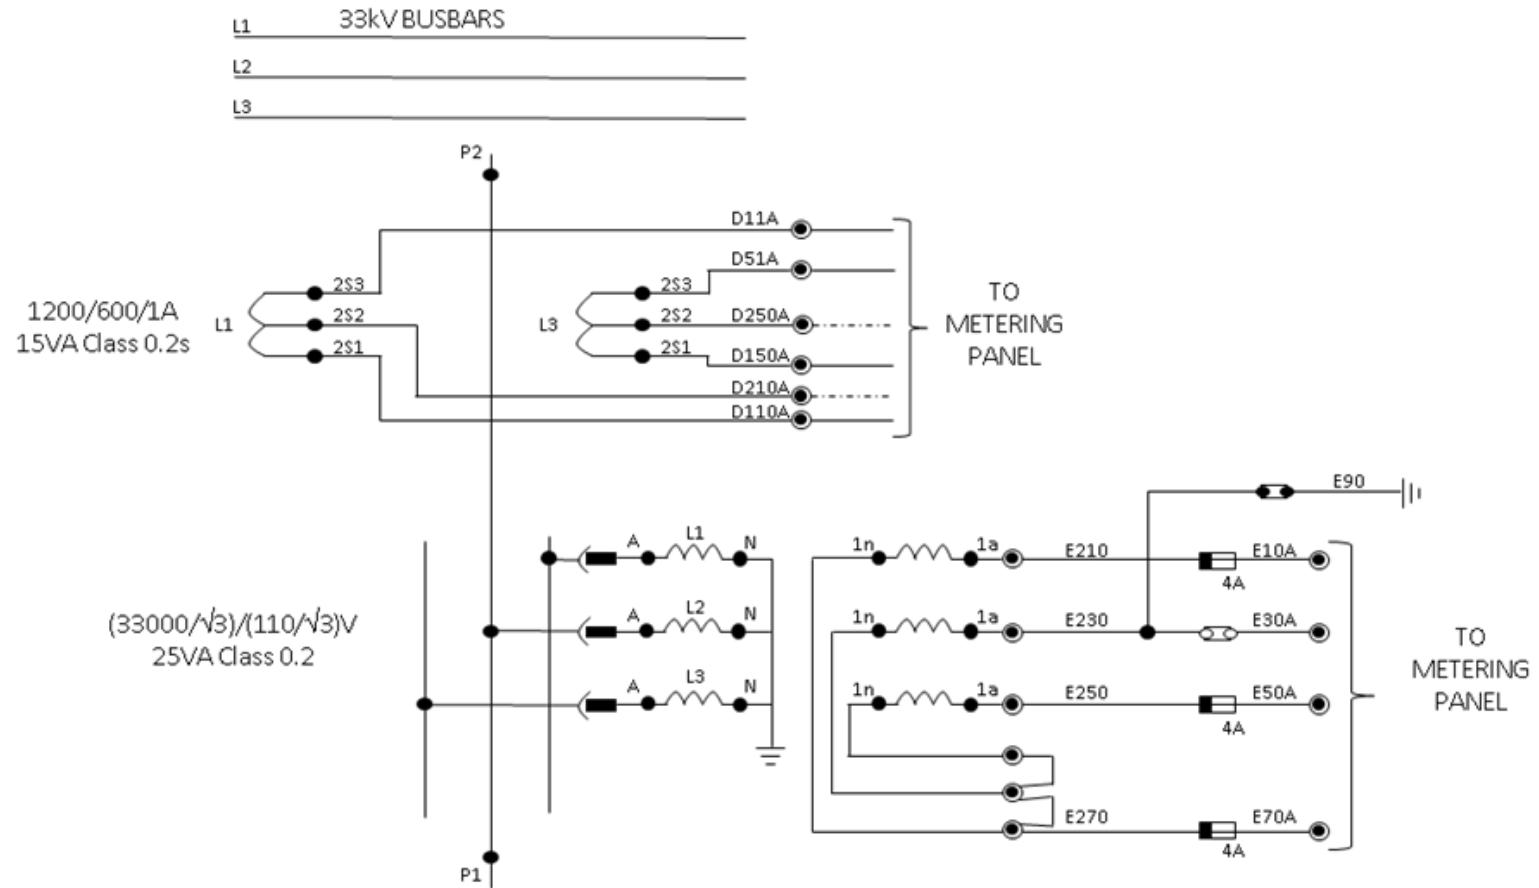 33kV BUSBARS
L1
L2
L3
P2
D11A
D51A
2S3
2S3
1200/600/1A
15VA Class 0.2s
L1
2S2
L3
2S2
D250A
TO
METERING
PANEL
2S1
2S1
D150A
D210A
D110A
E90
A
L1
N
1n
1a
E210
E10A
4A
(33000/√3)/(110/√3)V
25VA Class 0.2
A
L2
N
1n
1a
E230
E30A
TO
METERING
PANEL
A
L3
N
1n
1a
E250
E50A
4A
E270
E70A
4A
P1